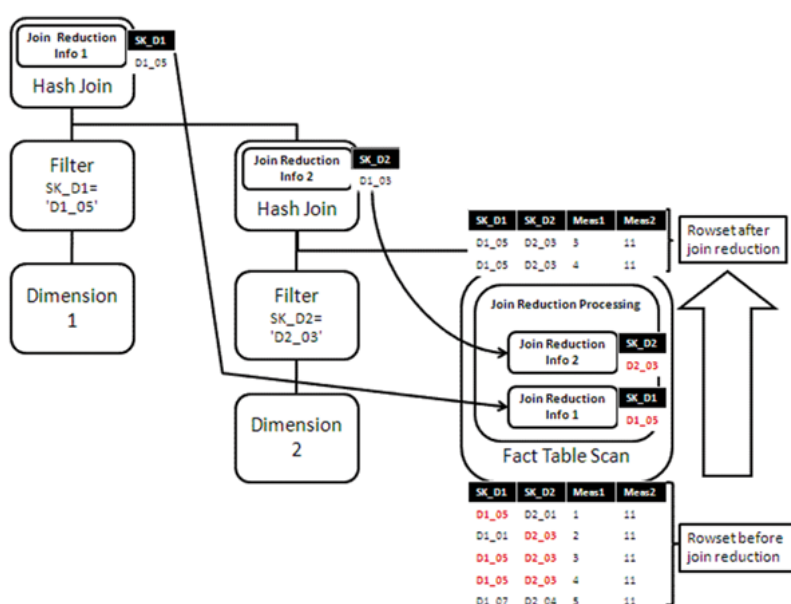 Join Reduction
Info 1
SK_D1
D1_05
Hash Join
Filter
SK_D1=
'D1_05'
Dimension
1
Join Reduction
Info 2
SK_D2
D1_03
Hash Join
Filter
SK_D2=
'D2_03'
Dimension
2
SK_D1 SK_D2 Meas1 Meas2
D1_05 D2_03 3 11
D1_05 D2_03 4 11
Rowset after
join reduction
Join Reduction Processing
Join Reduction
Info 2
SK_D2
D2_03
Join Reduction
Info 1
SK_D1
D1_05
Fact Table Scan
SK_D1 SK_D2 Meas1 Meas2
D1_05 D2_01 1 11
D1_01 D2_03 2 11
D1_05 D2_03 3 11
D1_05 D2_03 4 11
D1_07 D2_04 5 11
Rowset before
join reduction